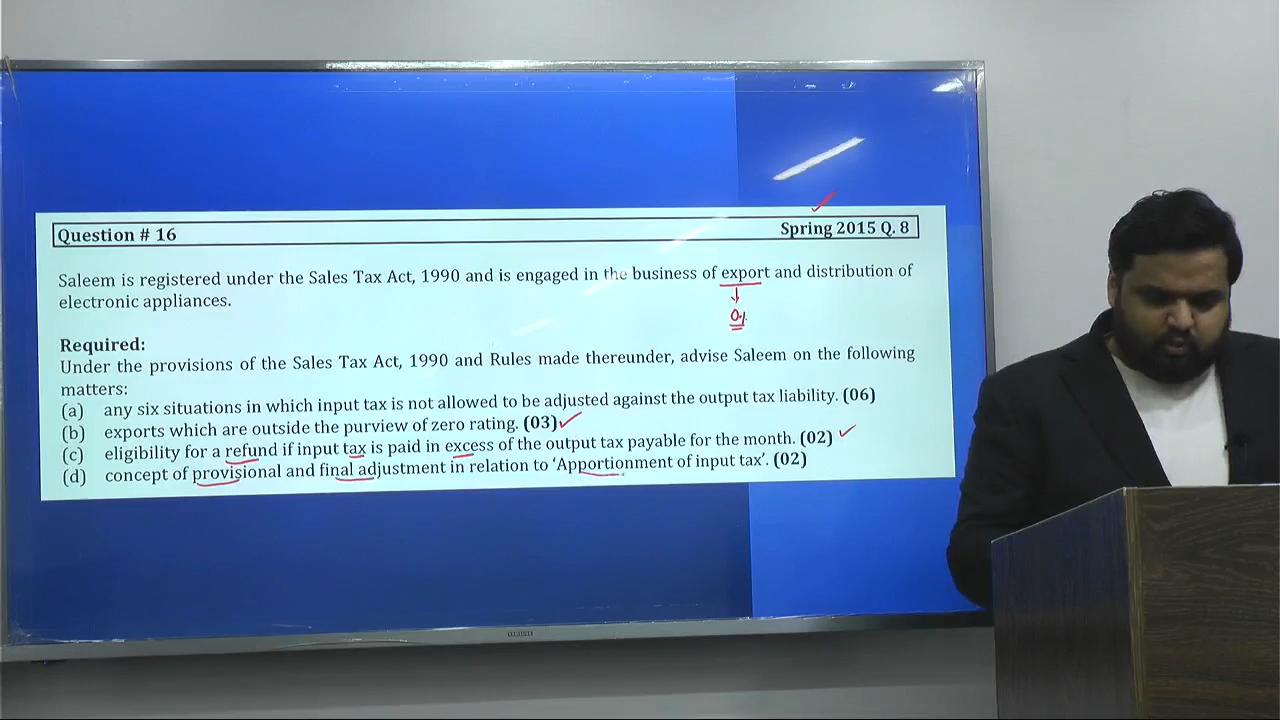 Question # 16 Spring 2015 Q. 8
Saleem is registered under the Sales Tax Act, 1990 and is engaged in the business of export and distribution of
electronic appliances.
0%
Required:
Under the provisions of the Sales Tax Act, 1990 and Rules made thereunder, advise Saleem on the following
matters:
(a) any six situations in which input tax is not allowed to be adjusted against the output tax liability. (06)
(b) exports which are outside the purview of zero rating. (03)
(c) eligibility for a refund if input tax is paid in excess of the output tax payable for the month. (02)
(d) concept of provisional and final adjustment in relation to ‘Apportionment of input tax’. (02)
SAMSUNG